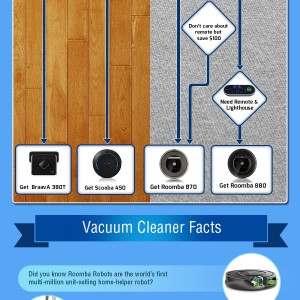 Don't care about
remote but
save $100
Need Remote &
Lighthouse
Get BraavA 380T
Get Scooba 450
Get Roomba 870
Get Roomba 880
Vacuum Cleaner Facts
Did you know Roomba Robots are the world's first
multi-million unit-selling home-helper robot?